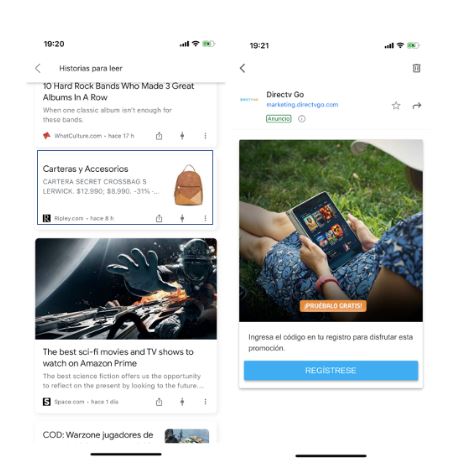 19:20
Historias para leer
10 Hard Rock Bands Who Made 3 Great
Albums In A Row
When one classic album isn't enough for
these bands.
WhatCulture.com - hace 17 h
Carteras y Accesorios
CARTERA SECRET CROSSBAG S
LERWICK. $12.990; $8.990. -31% -...
R Ripley.com - hace 8 h
The best sci-fi movies and TV shows to
watch on Amazon Prime
The best science fiction offers us the opportunity
to reflect on the present by looking to the future...
S Space.com - hace 1 día
COD: Warzone jugadores de
19:21
Directv Go
marketing.directvgo.com
Anuncio
¡PRUÉBALO GRATIS!
Ingresa el código en tu registro para disfrutar esta
promoción.
REGÍSTRESE